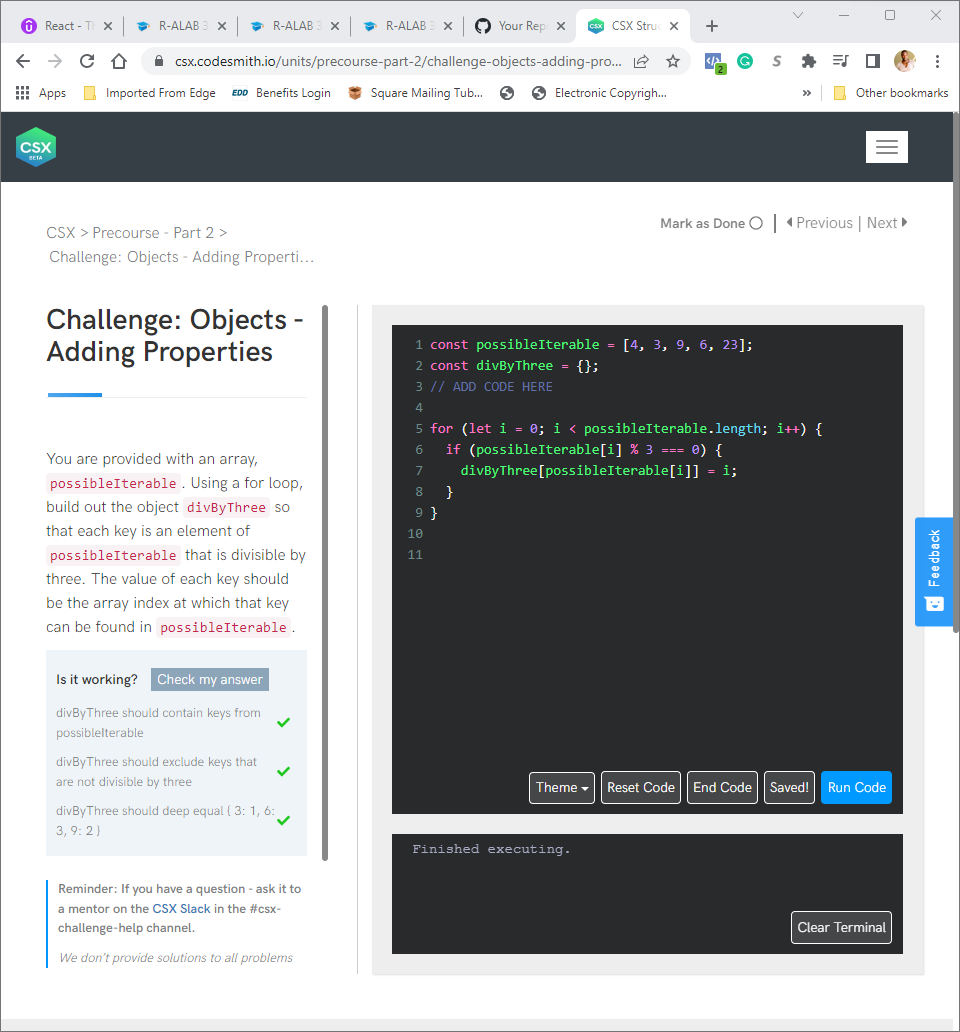 React - Th
R-ALAB 3
R-ALAB 3
R-ALAB 3
Your Rep
CSX Struc
csx.codesmith.io/units/precourse-part-2/challenge-objects-adding-pro...
2
Apps
Imported From Edge
EDD Benefits Login
Square Mailing Tub...
Electronic Copyrigh...
»
Other bookmarks
CSX
BETA
Mark as Done
Previous | Next
CSX > Precourse - Part 2 >
Challenge: Objects - Adding Properti...
Challenge: Objects -
Adding Properties
You are provided with an array,
possibleIterable. Using a for loop,
build out the object divByThree so
that each key is an element of
possibleIterable that is divisible by
three. The value of each key should
be the array index at which that key
can be found in possibleIterable.
Is it working? Check my answer
divByThree should contain keys from
possibleIterable
divByThree should exclude keys that
are not divisible by three
divByThree should deep equal { 3: 1, 6:
3, 9: 2 }
Reminder: If you have a question - ask it to
a mentor on the CSX Slack in the #csx-
challenge-help channel.
We don't provide solutions to all problems
1 const possibleIterable = [4, 3, 9, 6, 23];
2 const divByThree = {};
3 // ADD CODE HERE
4
5 for (let i = 0; i < possibleIterable.length; i++) {
6   if (possibleIterable[i] % 3 === 0) {
7     divByThree[possibleIterable[i]] = i;
8   }
9 }
10
11
Theme
Reset Code
End Code
Saved!
Run Code
Finished executing.
Clear Terminal
Feedback